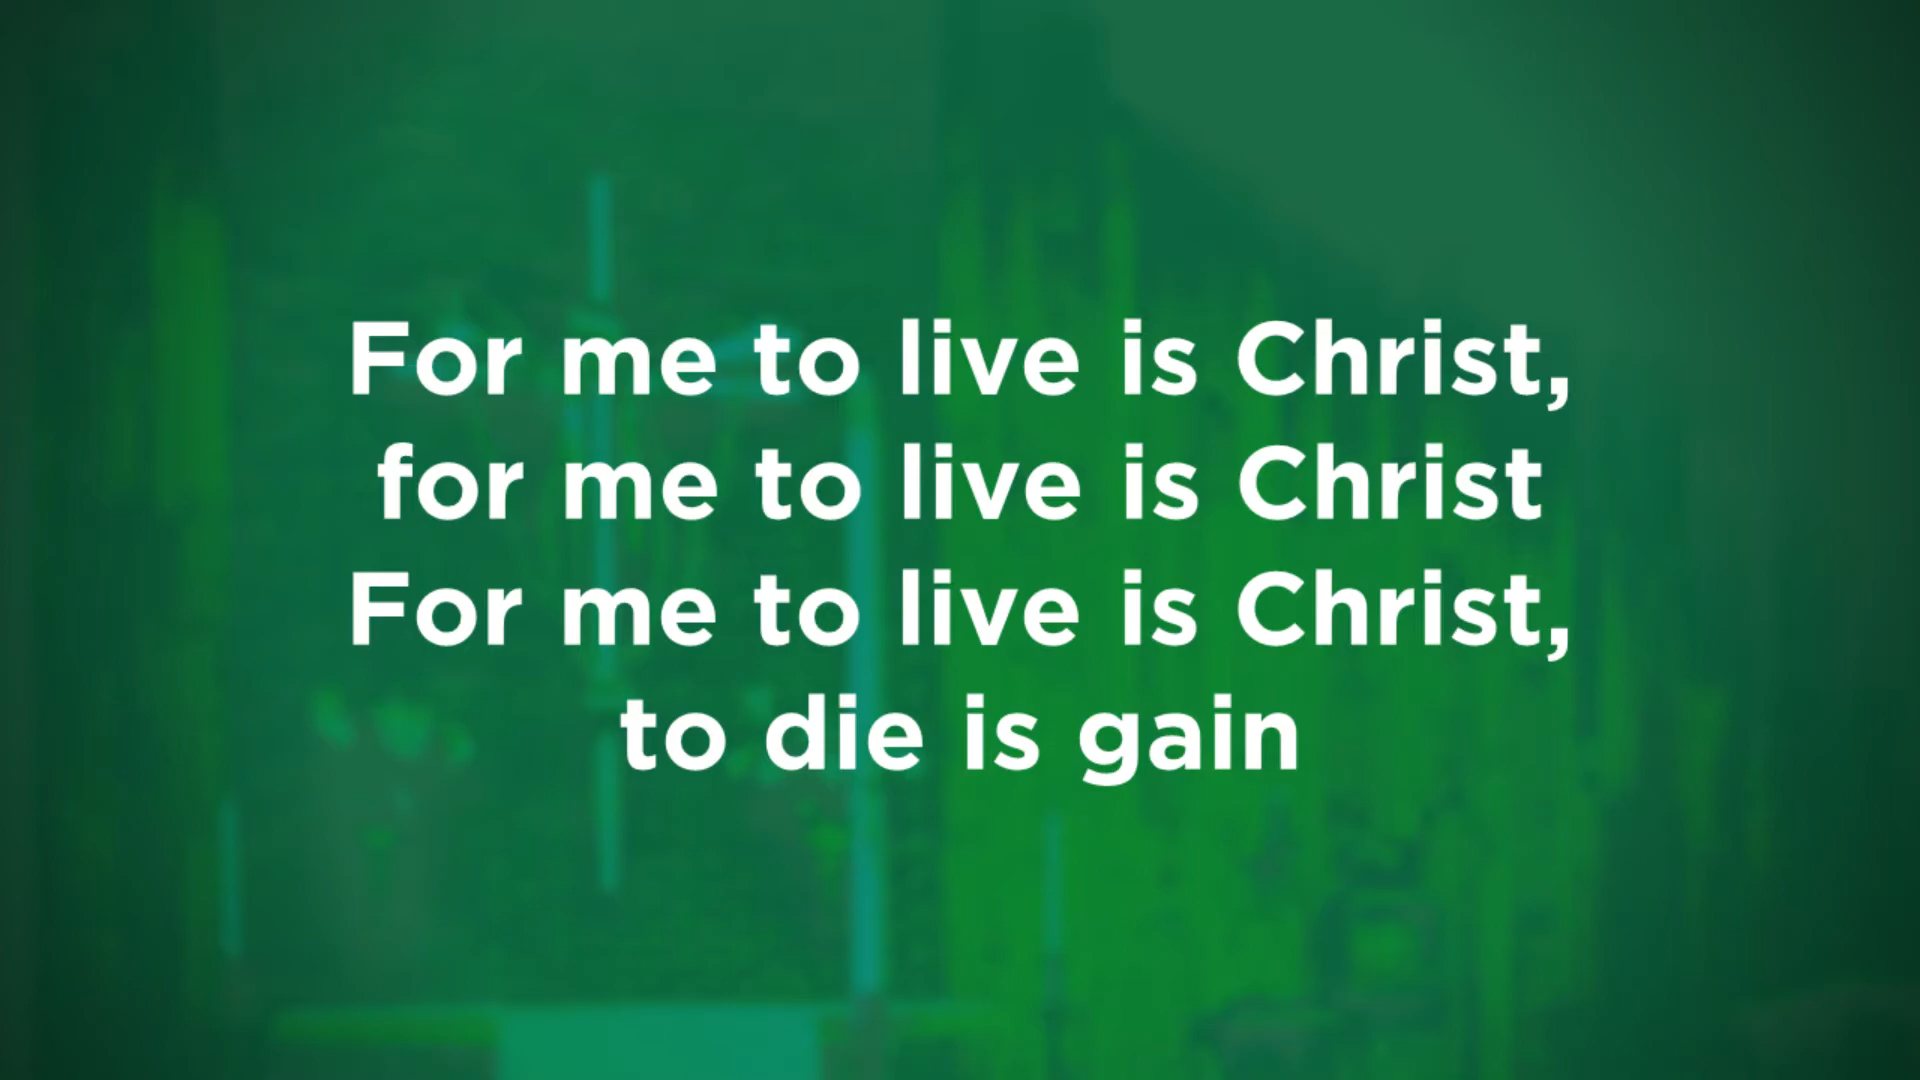 For me to live is Christ,
for me to live is Christ
For me to live is Christ,
to die is gain